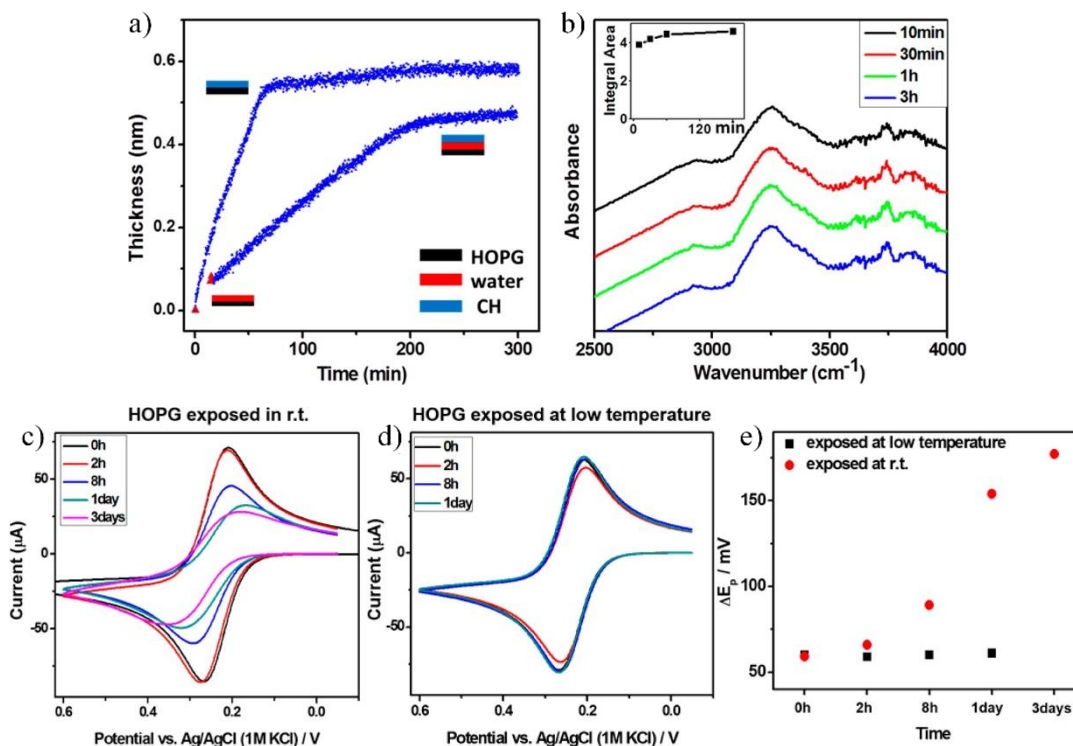 a)
Thickness (nm)
0.6
0.4
0.2
0.0
HOPG
water
CH
0
100
200
300
Time (min)
b)
Integral Area
4
2
0
0
120 min
10min
30min
1h
3h
Absorbance
2500
3000
3500
4000
Wavenumber (cm⁻¹)
HOPG exposed in r.t.
c)
0h
2h
8h
1day
3days
Current (µA)
50
0
-50
0.6
0.4
0.2
0.0
Potential vs. Ag/AgCl (1M KCl) / V
HOPG exposed at low temperature
d)
0h
2h
8h
1day
Current (µA)
50
0
-50
0.6
0.4
0.2
0.0
Potential vs. Ag/AgCl (1M KCl) / V
e)
exposed at low temperature
exposed at r.t.
ΔEp / mV
150
100
50
0h
2h
8h
1day
3days
Time